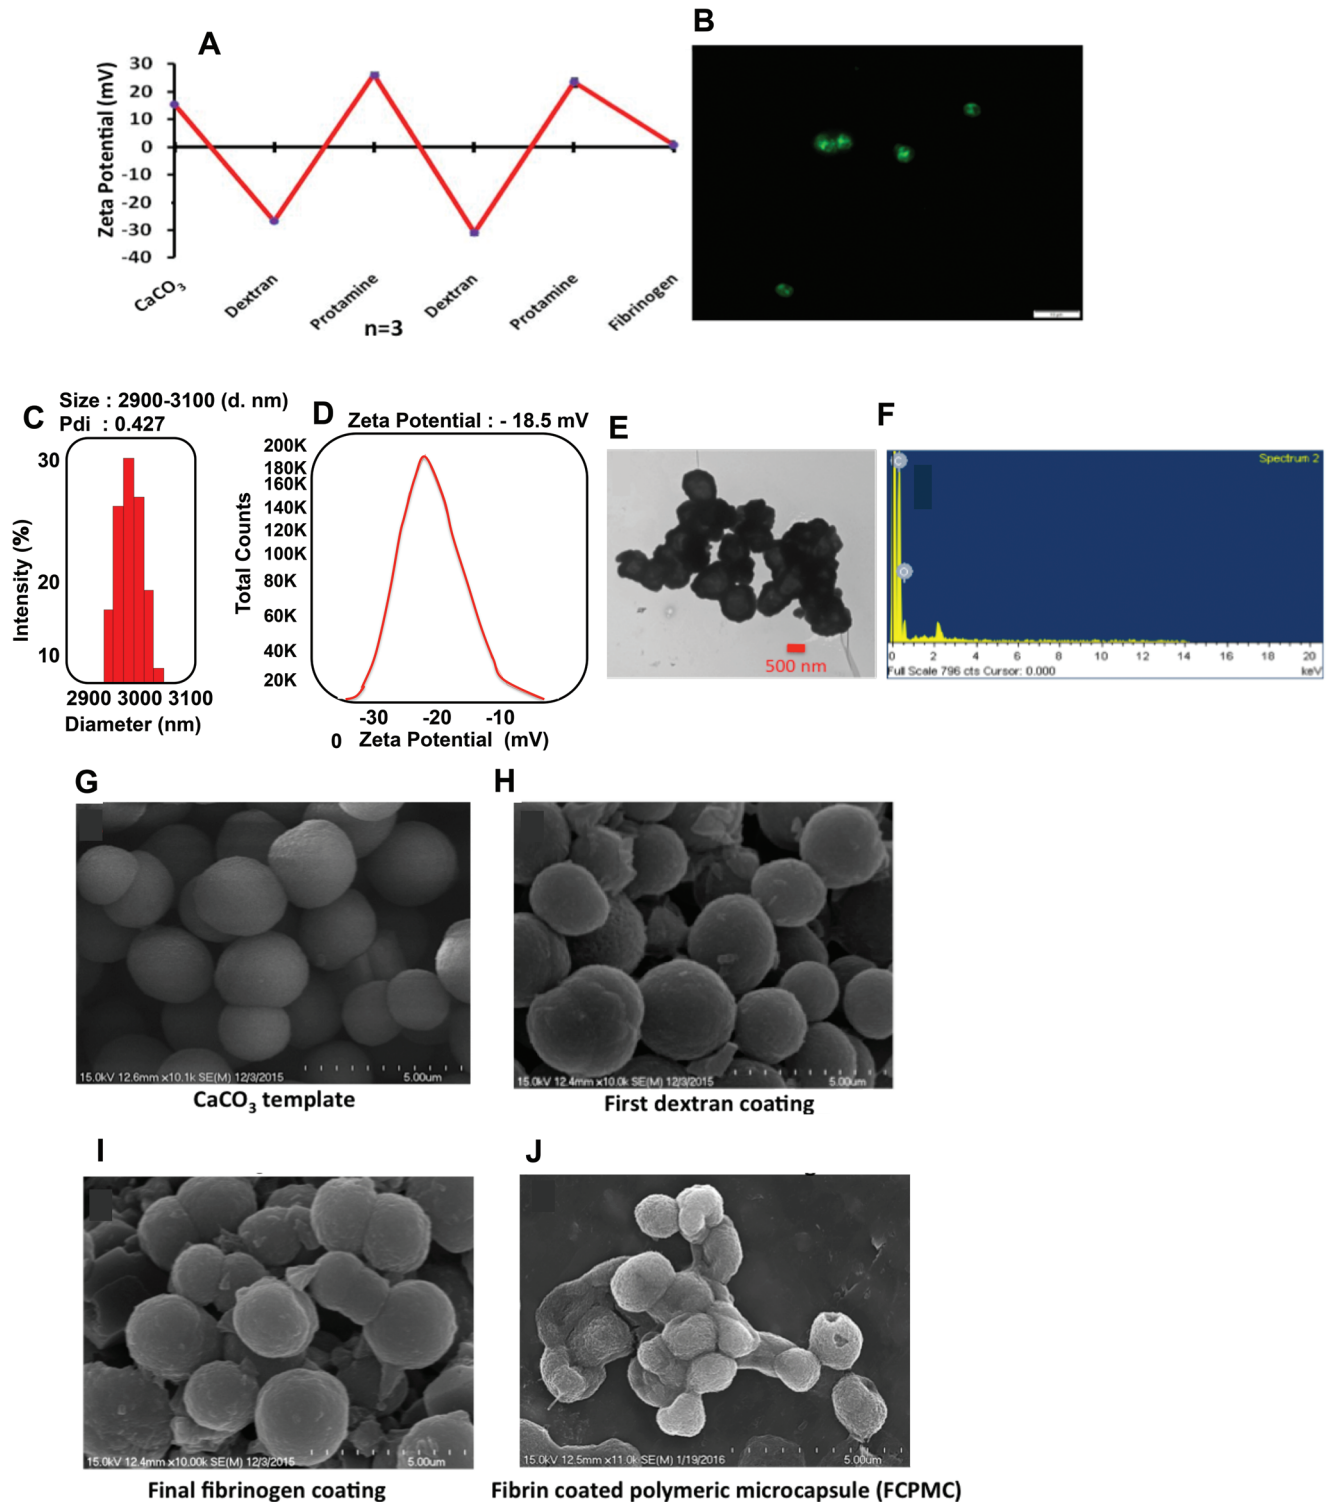 A
B
30
20
10
0
-10
-20
-30
-40
Zeta Potential (mV)
CaCO3
Dextran
Protamine
Dextran
Protamine
Fibrinogen
n=3
C
Size : 2900-3100 (d. nm)
Pdi : 0.427
30
20
10
Intensity (%)
2900 3000 3100
Diameter (nm)
D
Zeta Potential : - 18.5 mV
200K
180K
160K
140K
120K
100K
80K
60K
40K
20K
Total Counts
-30 -20 -10
0 Zeta Potential (mV)
E
500 nm
F
Spectrum 2
C
O
0 2 4 6 8 10 12 14 16 18 20
Full Scale 796 cts Cursor: 0.000 keV
G
15.0kV 12.6mm x10.1k SE(M) 12/3/2015 5.00um
CaCO3 template
H
15.0kV 12.4mm x10.0k SE(M) 12/3/2015 5.00um
First dextran coating
I
15.0kV 12.4mm x10.00k SE(M) 12/3/2015 5.00um
Final fibrinogen coating
J
15.0kV 12.5mm x11.0k SE(M) 1/19/2016 5.00um
Fibrin coated polymeric microcapsule (FCPMC)